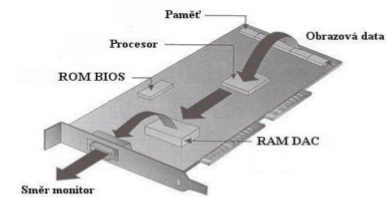 Paměť
Obrazová data
Procesor
ROM BIOS
RAM DAC
Směr monitor